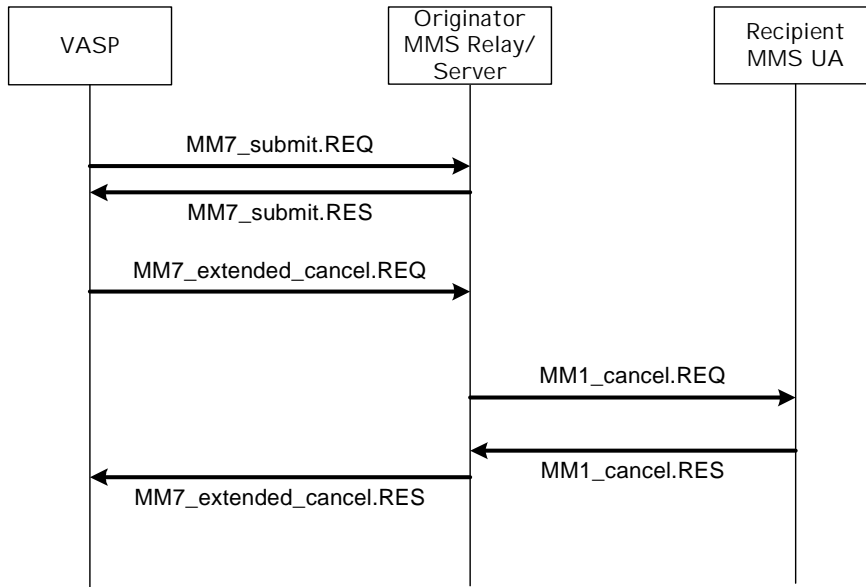 VASP
Originator
MMS Relay/
Server
Recipient
MMS UA
MM7_submit.REQ
MM7_submit.RES
MM7_extended_cancel.REQ
MM1_cancel.REQ
MM1_cancel.RES
MM7_extended_cancel.RES